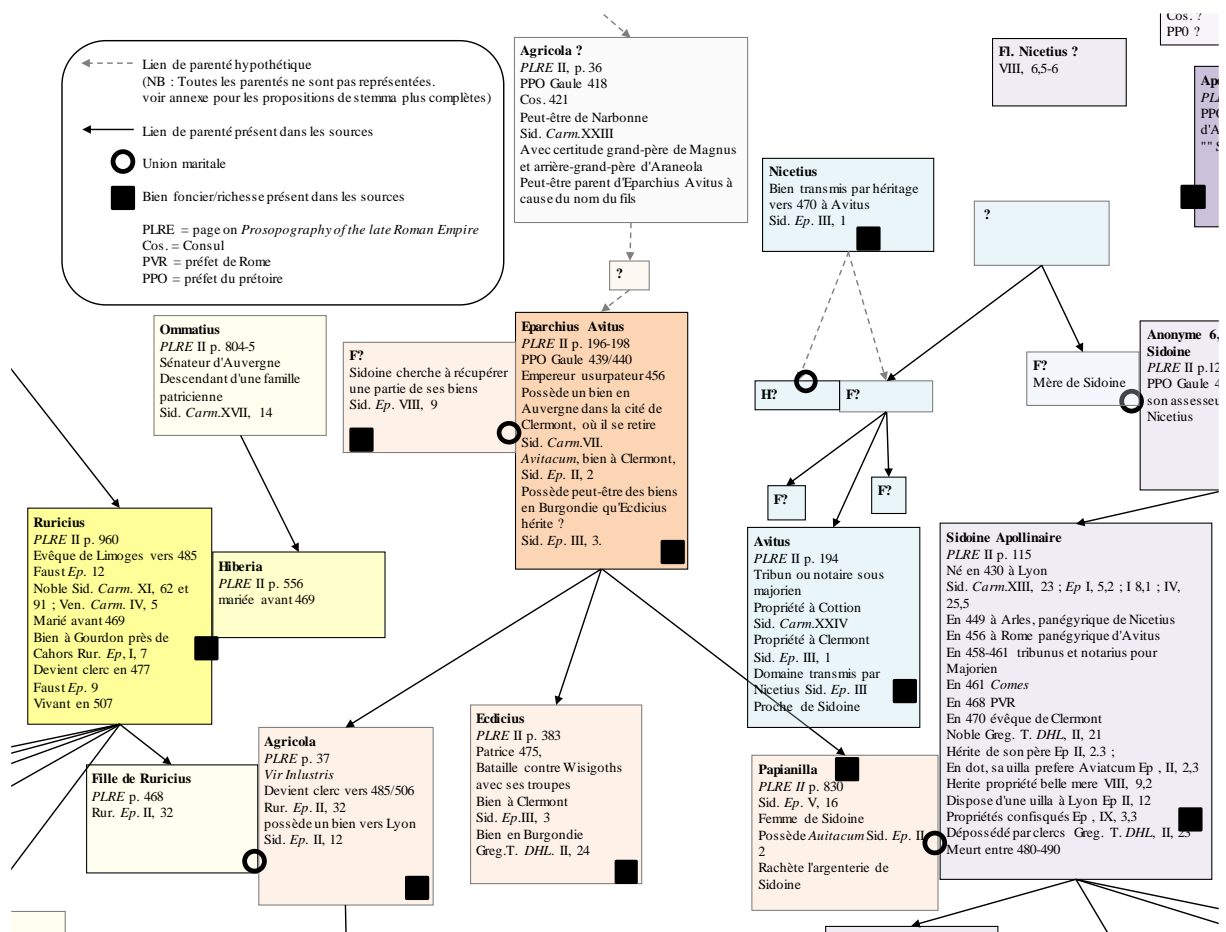 Lien de parenté hypothétique
(NB : Toutes les parentés ne sont pas représentées.
voir annexe pour les propositions de stemma plus complètes)
Lien de parenté présent dans les sources
Union maritale
Bien foncier/richesse présent dans les sources
PLRE = page on Prosopography of the late Roman Empire
Cos. = Consul
PVR = préfet de Rome
PPO = préfet du prétoire
Agricola ?
PLRE II, p. 36
PPO Gaule 418
Cos. 421
Peut-être de Narbonne
Sid. Carm.XXIII
Avec certitude grand-père de Magnus
et arrière-grand-père d'Araneola
Peut-être parent d'Eparchius Avitus à
cause du nom du fils
?
Fl. Nicetius ?
VIII, 6,5-6
Cos. ?
PP0 ?
PPO
d'A
Nicetius
Bien transmis par héritage
vers 470 à Avitus
Sid. Ep. III, 1
?
Ommatius
PLRE II p. 804-5
Sénateur d'Auvergne
Descendant d'une famille
patricienne
Sid. Carm.XVII, 14
F?
Sidoine cherche à récupérer
une partie de ses biens
Sid. Ep. VIII, 9
Eparchius Avitus
PLRE II p. 196-198
PPO Gaule 439/440
Empereur usurpateur 456
Possède un bien en
Auvergne dans la cité de
Clermont, où il se retire
Sid. Carm.VII.
Avitacum, bien à Clermont,
Sid. Ep. II, 2
Possède peut-être des biens
en Burgondie qu'Ecdicius
hérite ?
Sid. Ep. III, 3.
H?
F?
F?
Mère de Sidoine
Anonyme 6,
Sidoine
PLRE II p.12
PPO Gaule 4
son assesseu
Nicetius
F?
F?
Ruricius
PLRE II p. 960
Evêque de Limoges vers 485
Faust Ep. 12
Noble Sid. Carm. XI, 62 et
91 ; Ven. Carm. IV, 5
Marié avant 469
Bien à Gourdon près de
Cahors Rur. Ep, I, 7
Devient clerc en 477
Faust Ep. 9
Vivant en 507
Hiberia
PLRE II p. 556
mariée avant 469
Avitus
PLRE II p. 194
Tribun ou notaire sous
majorien
Propriété à Cottion
Sid. Carm.XXIV
Propriété à Clermont
Sid. Ep. III, 1
Domaine transmis par
Nicetius Sid. Ep. III
Proche de Sidoine
Sidoine Apollinaire
PLRE II p. 115
Né en 430 à Lyon
Sid. Carm.XIII, 23 ; Ep I, 5,2 ; I 8,1 ; IV,
25,5
En 449 à Arles, panégyrique de Nicetius
En 456 à Rome panégyrique d'Avitus
En 458-461 tribunus et notarius pour
Majorien
En 461 Comes
En 468 PVR
En 470 évêque de Clermont
Noble Greg. T. DHL, II, 21
Hérite de son père Ep II, 2.3 ;
En dot, sa uilla prefere Aviatcum Ep , II, 2,3
Herite propriété belle mere VIII, 9,2
Dispose d'une uilla à Lyon Ep II, 12
Propriétés confisqués Ep , IX, 3,3
Dépossédé par clercs Greg. T. DHL, II, 23
Meurt entre 480-490
Fille de Ruricius
PLRE p. 468
Rur. Ep. II, 32
Agricola
PLRE p. 37
Vir Inlustris
Devient clerc vers 485/506
Rur. Ep. II, 32
possède un bien vers Lyon
Sid. Ep. II, 12
Ecdicius
PLRE II p. 383
Patrice 475,
Bataille contre Wisigoths
avec ses troupes
Bien à Clermont
Sid. Ep.III, 3
Bien en Burgondie
Greg.T. DHL. II, 24
Papianilla
PLRE II p. 830
Sid. Ep. V, 16
Femme de Sidoine
Possède Auitacum Sid. Ep. II,
2
Rachète l'argenterie de
Sidoine